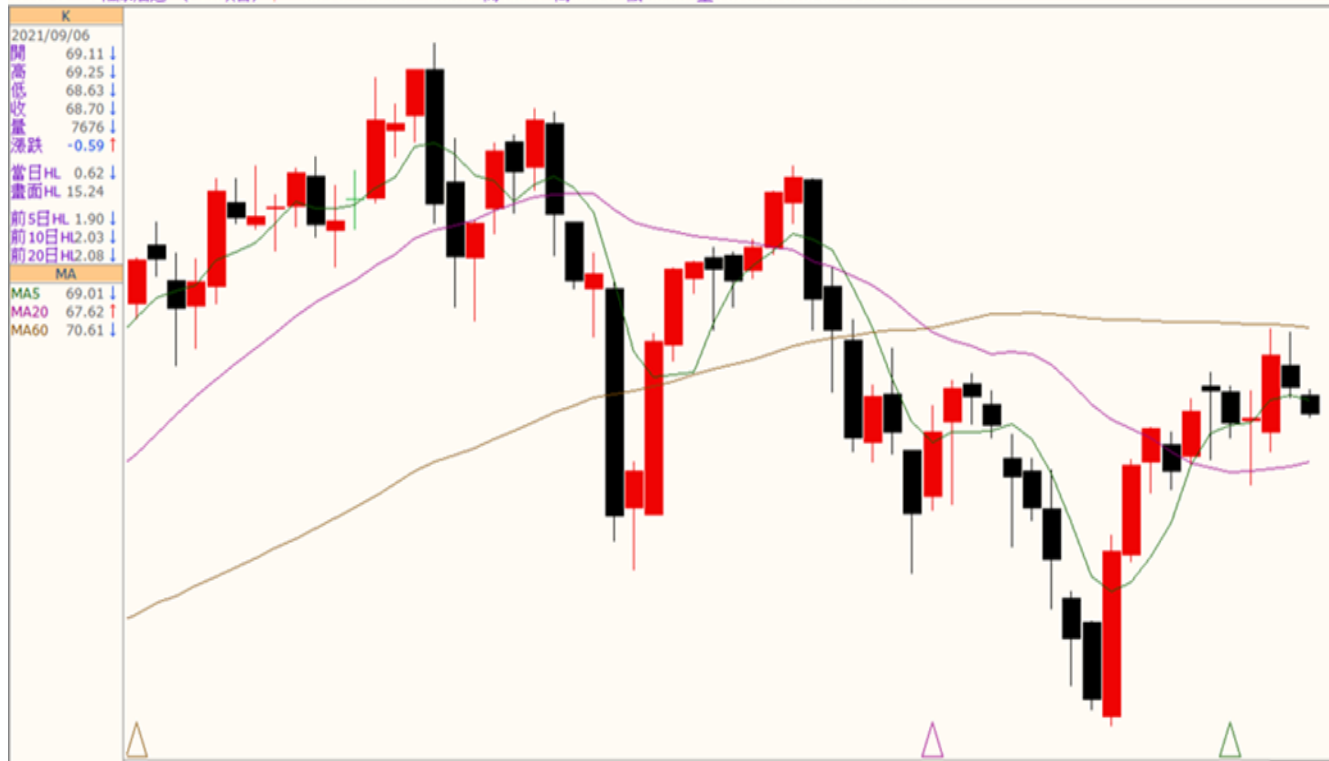 K
2021/09/06
開 69.11 ↓
高 69.25 ↓
低 68.63 ↓
收 68.70 ↓
量 7676 ↓
漲跌 -0.59 ↑
當日HL 0.62 ↓
畫面HL 15.24
前5日HL 1.90 ↓
前10日HL2.03 ↓
前20日HL2.08 ↓
MA
MA5 69.01 ↓
MA20 67.62 ↑
MA60 70.61 ↓